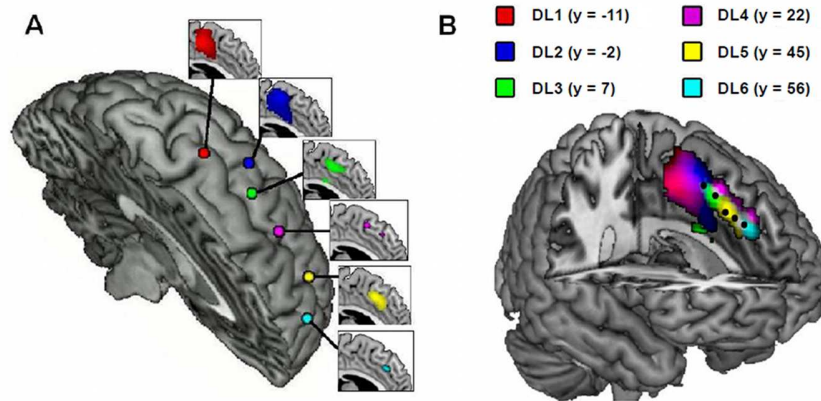 A
B
DL1 (y = -11)
DL4 (y = 22)
DL2 (y = -2)
DL5 (y = 45)
DL3 (y = 7)
DL6 (y = 56)